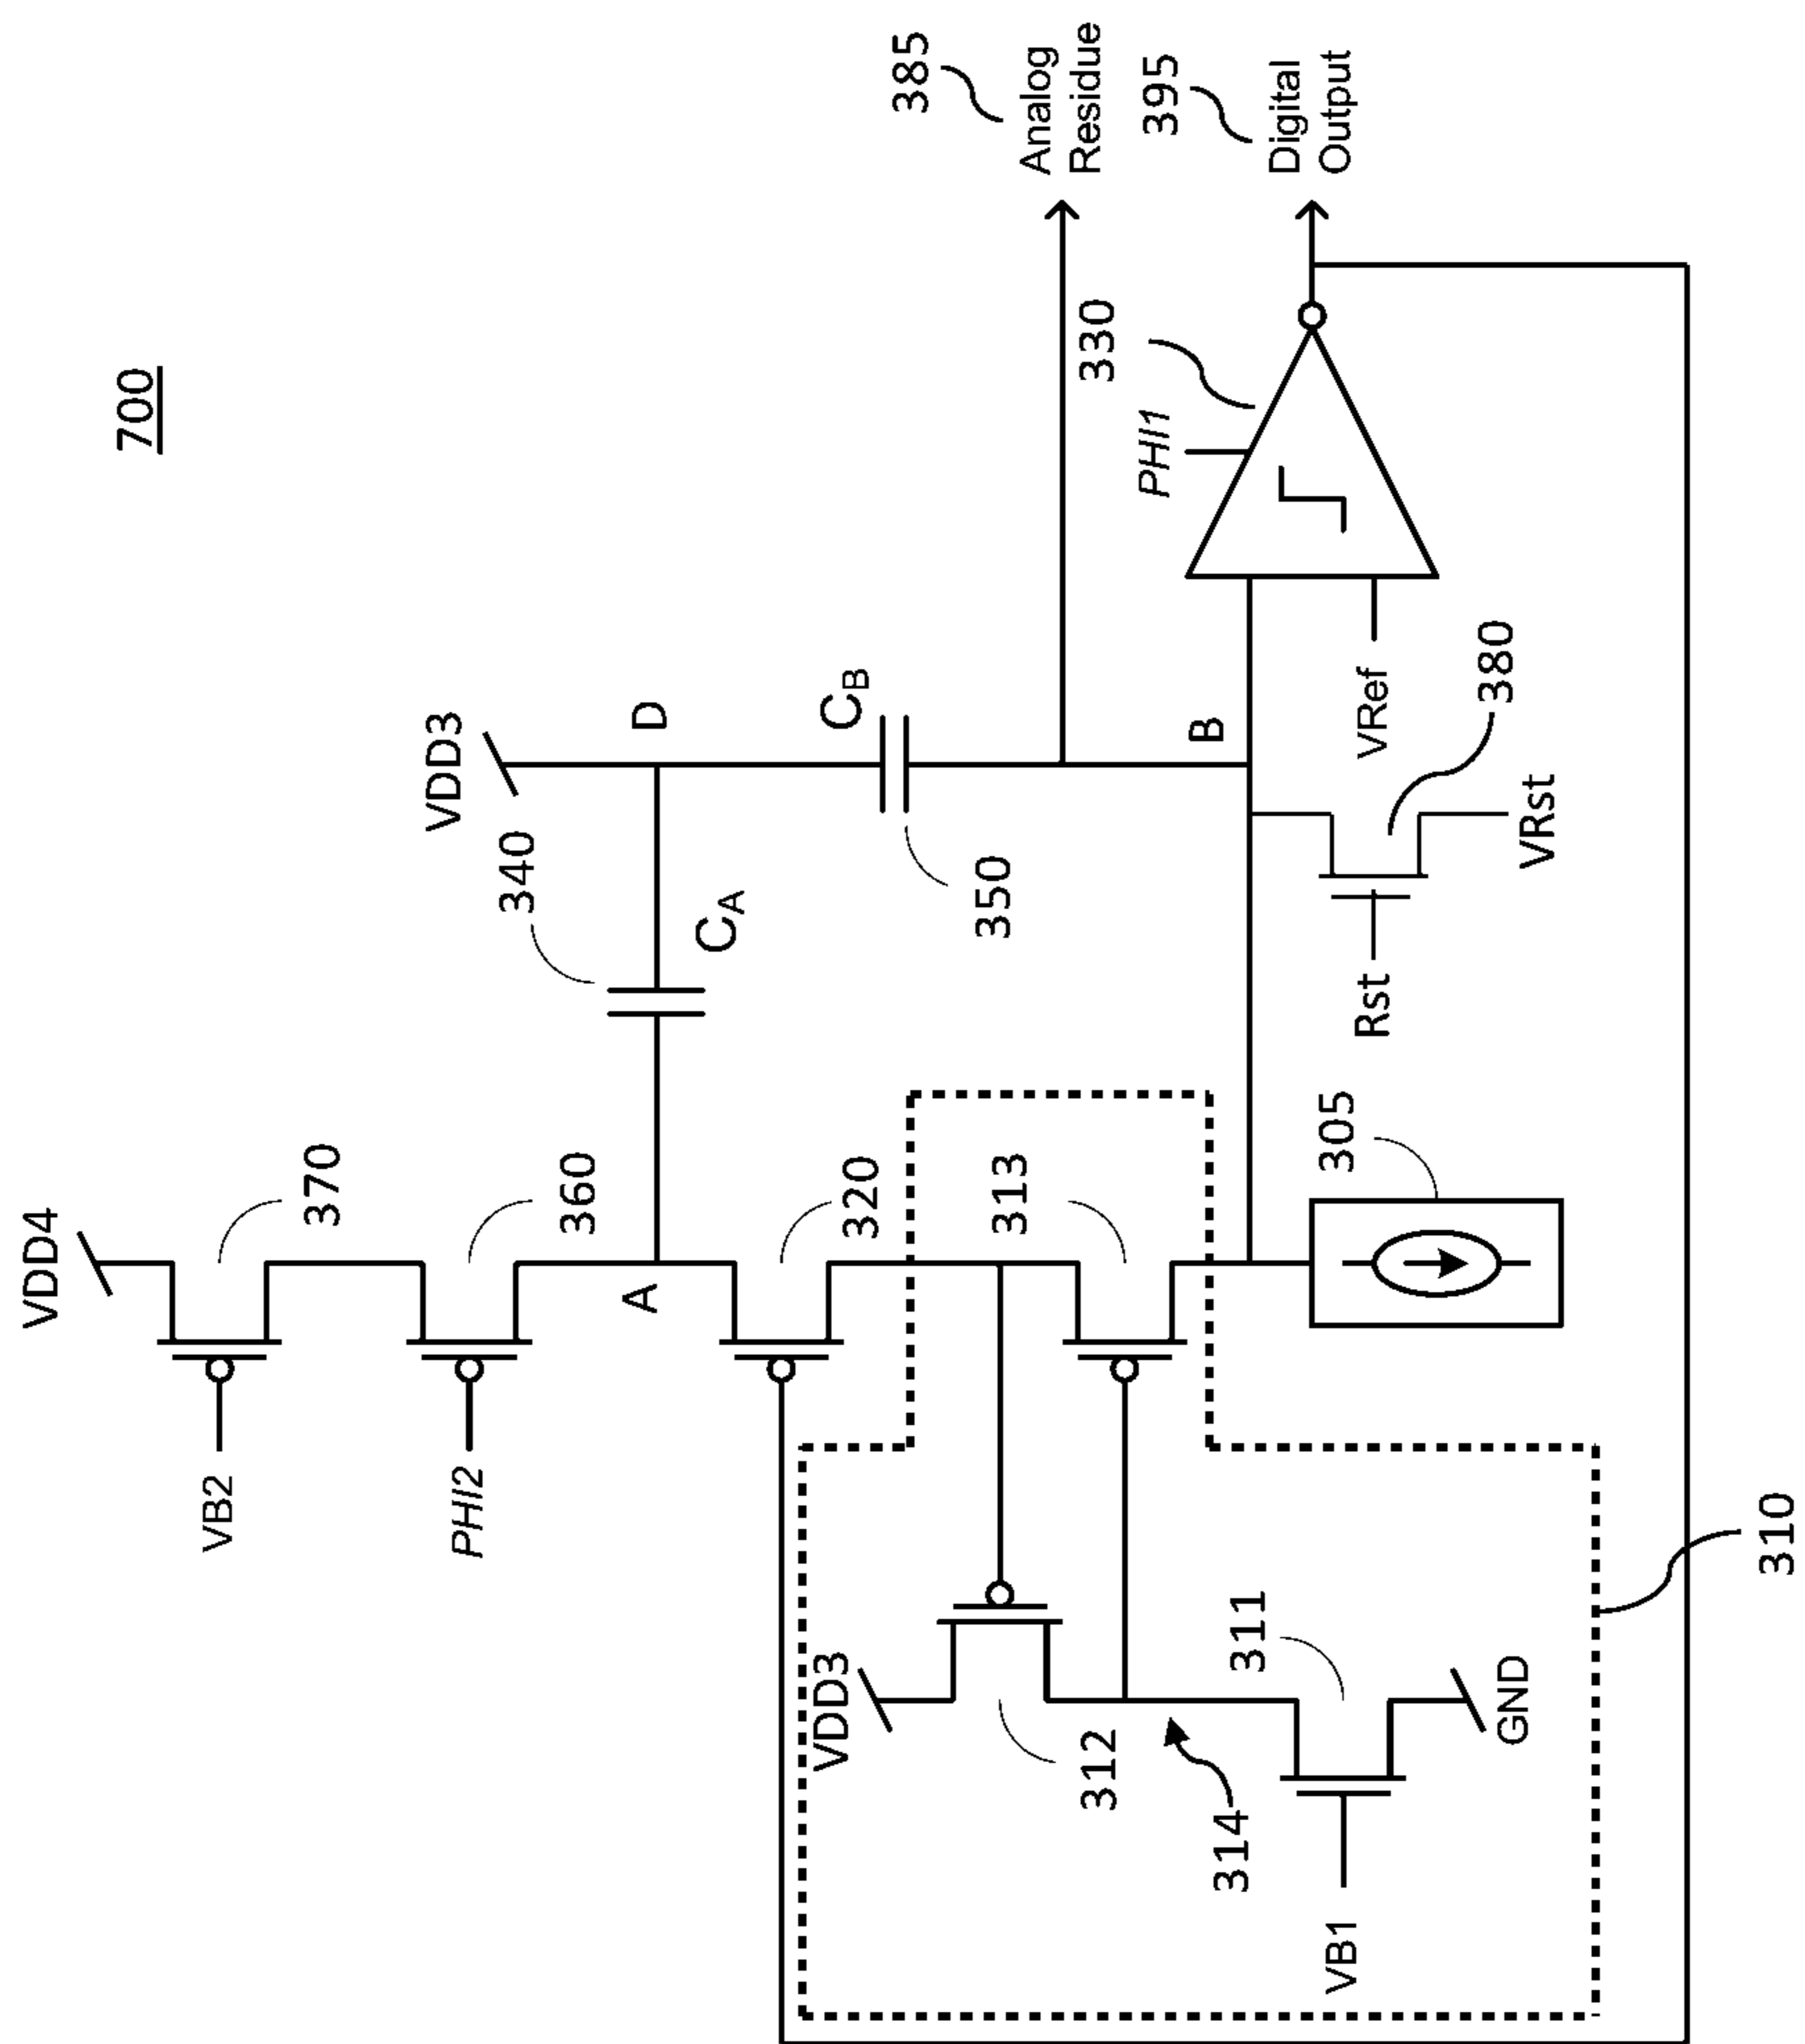 700
VDD4
VB2
370
PHI2
360
A
340
CA
VDD3
D
CB
350
320
313
VDD3
312
314
311
VB1
GND
310
305
B
Rst
VRst
380
VRef
PHI1
330
385
Analog
Residue
395
Digital
Output